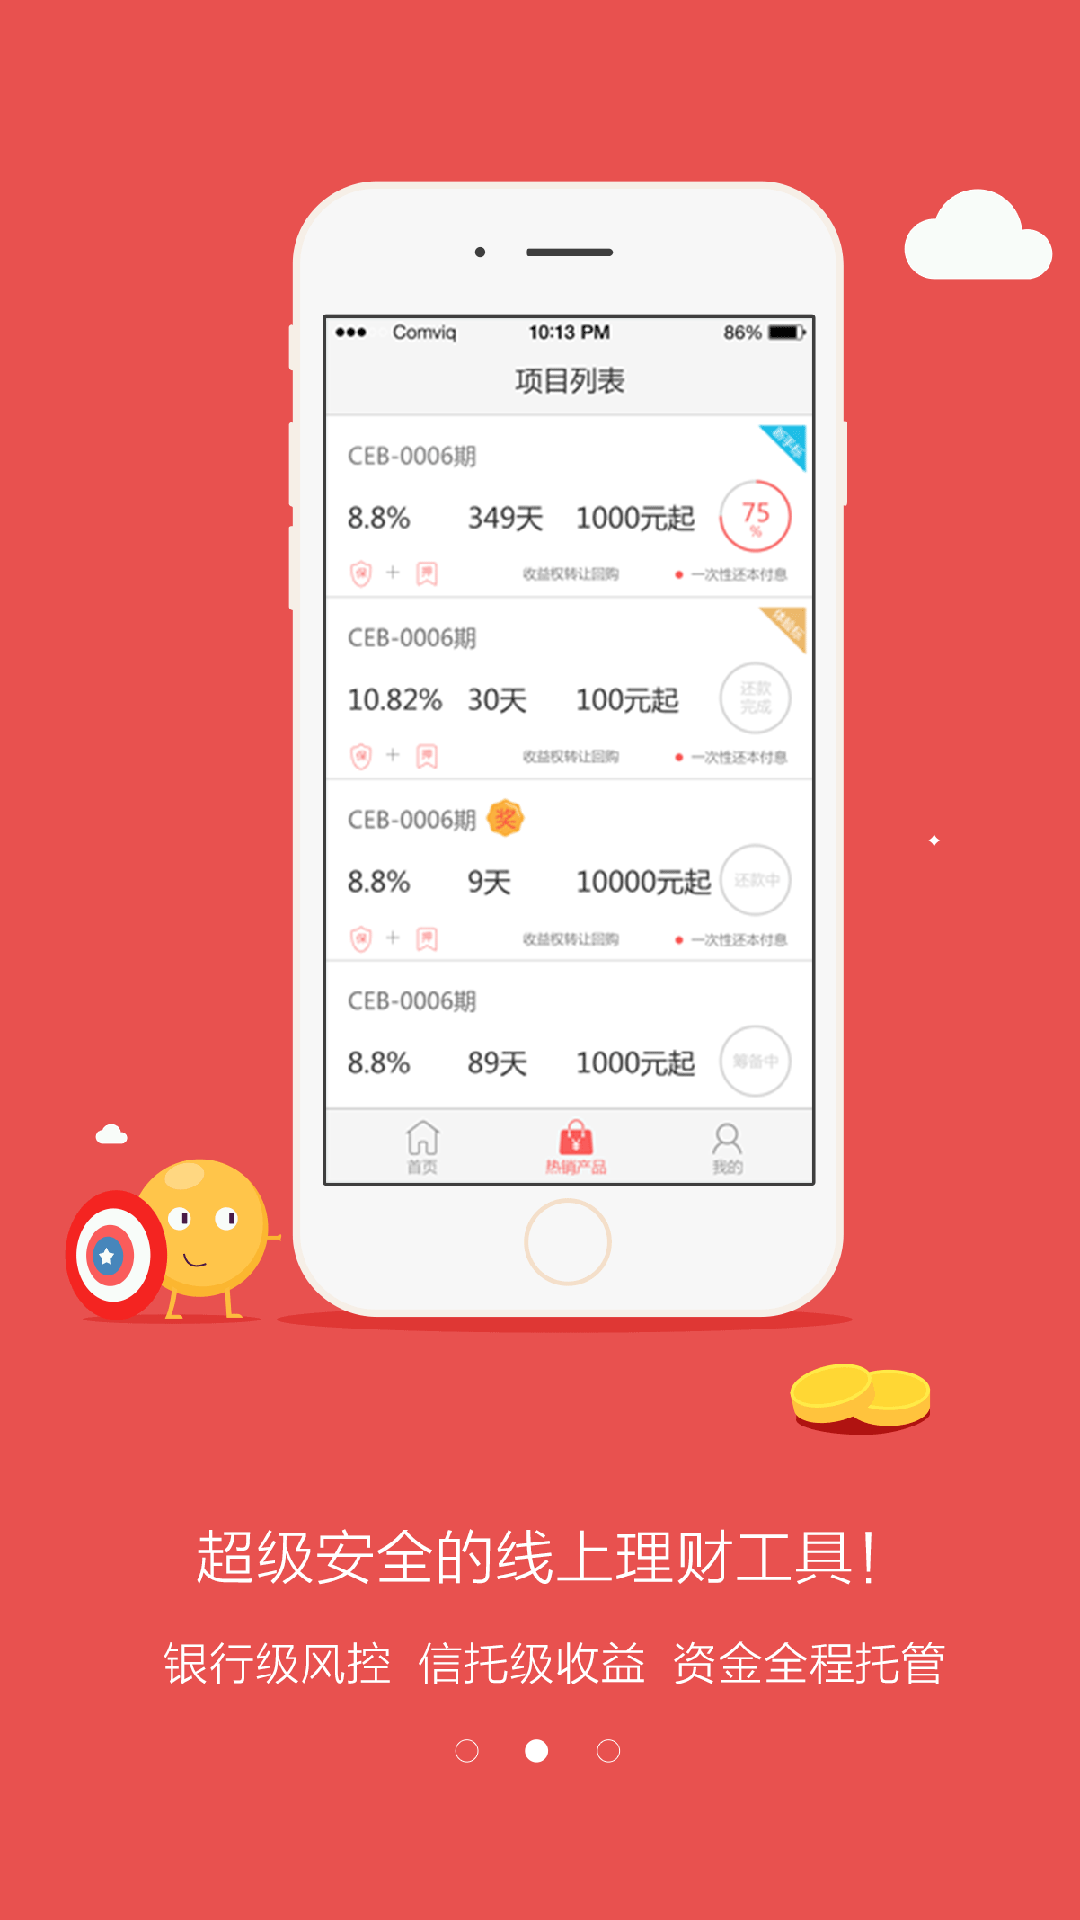 Comviq 10:13 PM 86%
项目列表
新手标
CEB-0006期
8.8% 349天 1000元起 75%
保 + 押 收益权转让回购 一次性还本付息
体验标
CEB-0006期
10.82% 30天 100元起 还款完成
保 + 押 收益权转让回购 一次性还本付息
CEB-0006期 奖
8.8% 9天 10000元起 还款中
保 + 押 收益权转让回购 一次性还本付息
CEB-0006期
8.8% 89天 1000元起 筹备中
首页 热销产品 我的
超级安全的线上理财工具!
银行级风控 信托级收益 资金全程托管